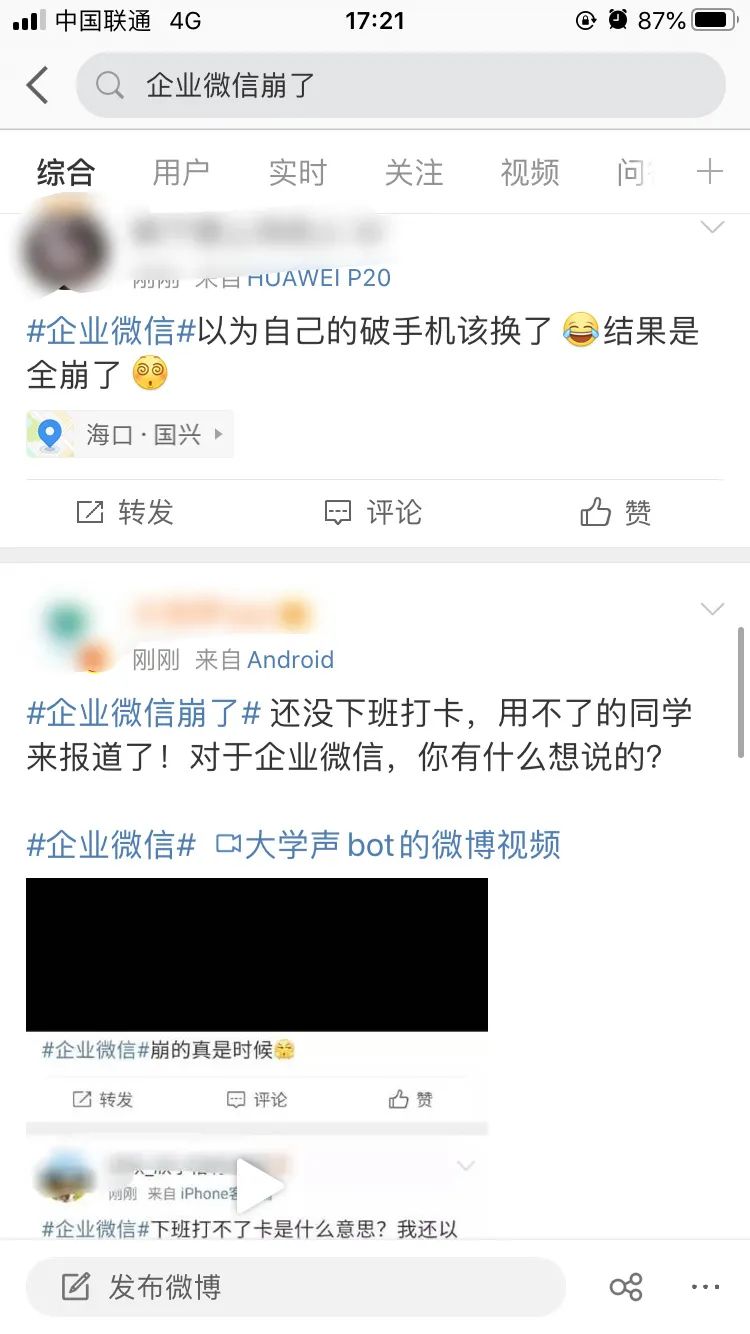 中国联通 4G 17:21 87%
企业微信崩了
综合 用户 实时 关注 视频 问
刚刚 来自 HUAWEI P20
#企业微信#以为自己的破手机该换了😂结果是
全崩了😵
海口·国兴
转发 评论 赞
刚刚 来自 Android
#企业微信崩了# 还没下班打卡，用不了的同学
来报道了！对于企业微信，你有什么想说的？
#企业微信# 大学声bot的微博视频
#企业微信#崩的真是时候
转发 评论 赞
刚刚 来自 iPhone客
#企业微信#下班打不了卡是什么意思？我还以
发布微博